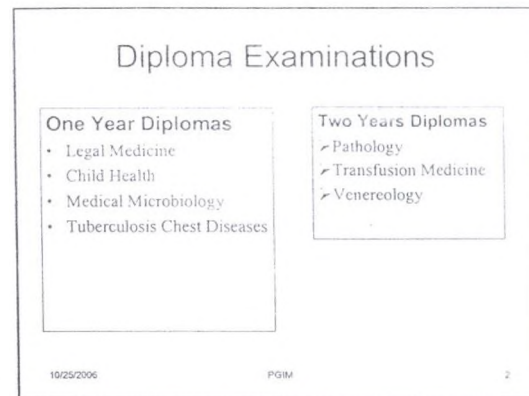 Diploma Examinations
One Year Diplomas
• Legal Medicine
• Child Health
• Medical Microbiology
• Tuberculosis Chest Diseases
Two Years Diplomas
➢Pathology
➢Transfusion Medicine
➢Venereology
10/25/2006 PGIM 2